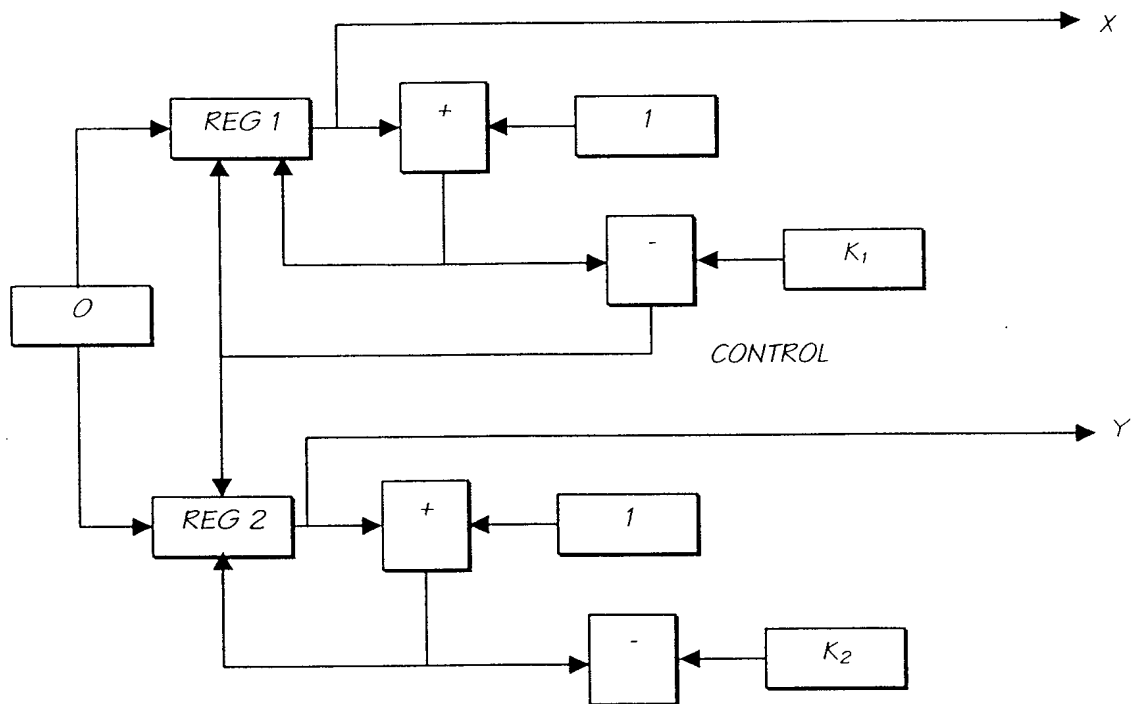 X
REG 1
+
1
-
K₁
O
CONTROL
Y
REG 2
+
1
-
K₂